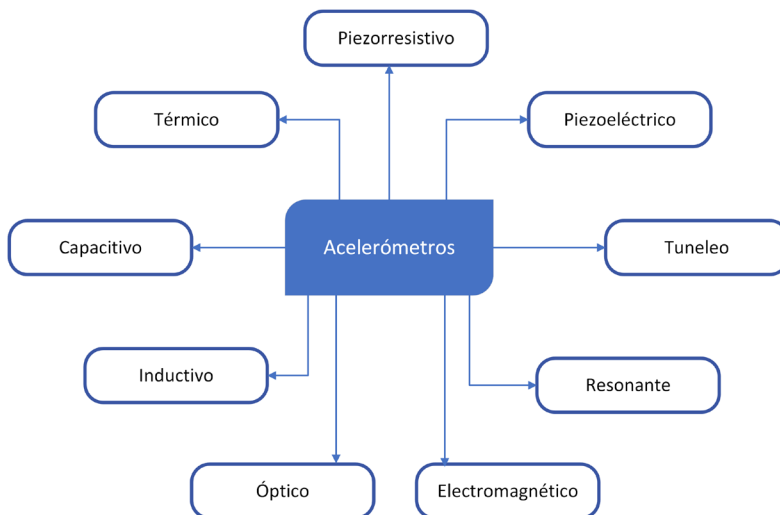 Piezorresistivo
Térmico
Piezoeléctrico
Capacitivo
Acelerómetros
Tuneleo
Inductivo
Resonante
Óptico
Electromagnético